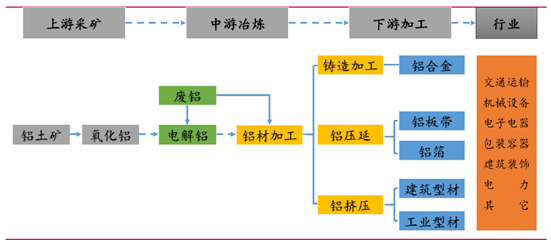 上游采矿
中游冶炼
下游加工
行业
废铝
铝土矿
氧化铝
电解铝
铝材加工
铸造加工
铝合金
铝压延
铝板带
铝箔
铝挤压
建筑型材
工业型材
交通运输
机械设备
电子电器
包装容器
建筑装饰
电力
其它